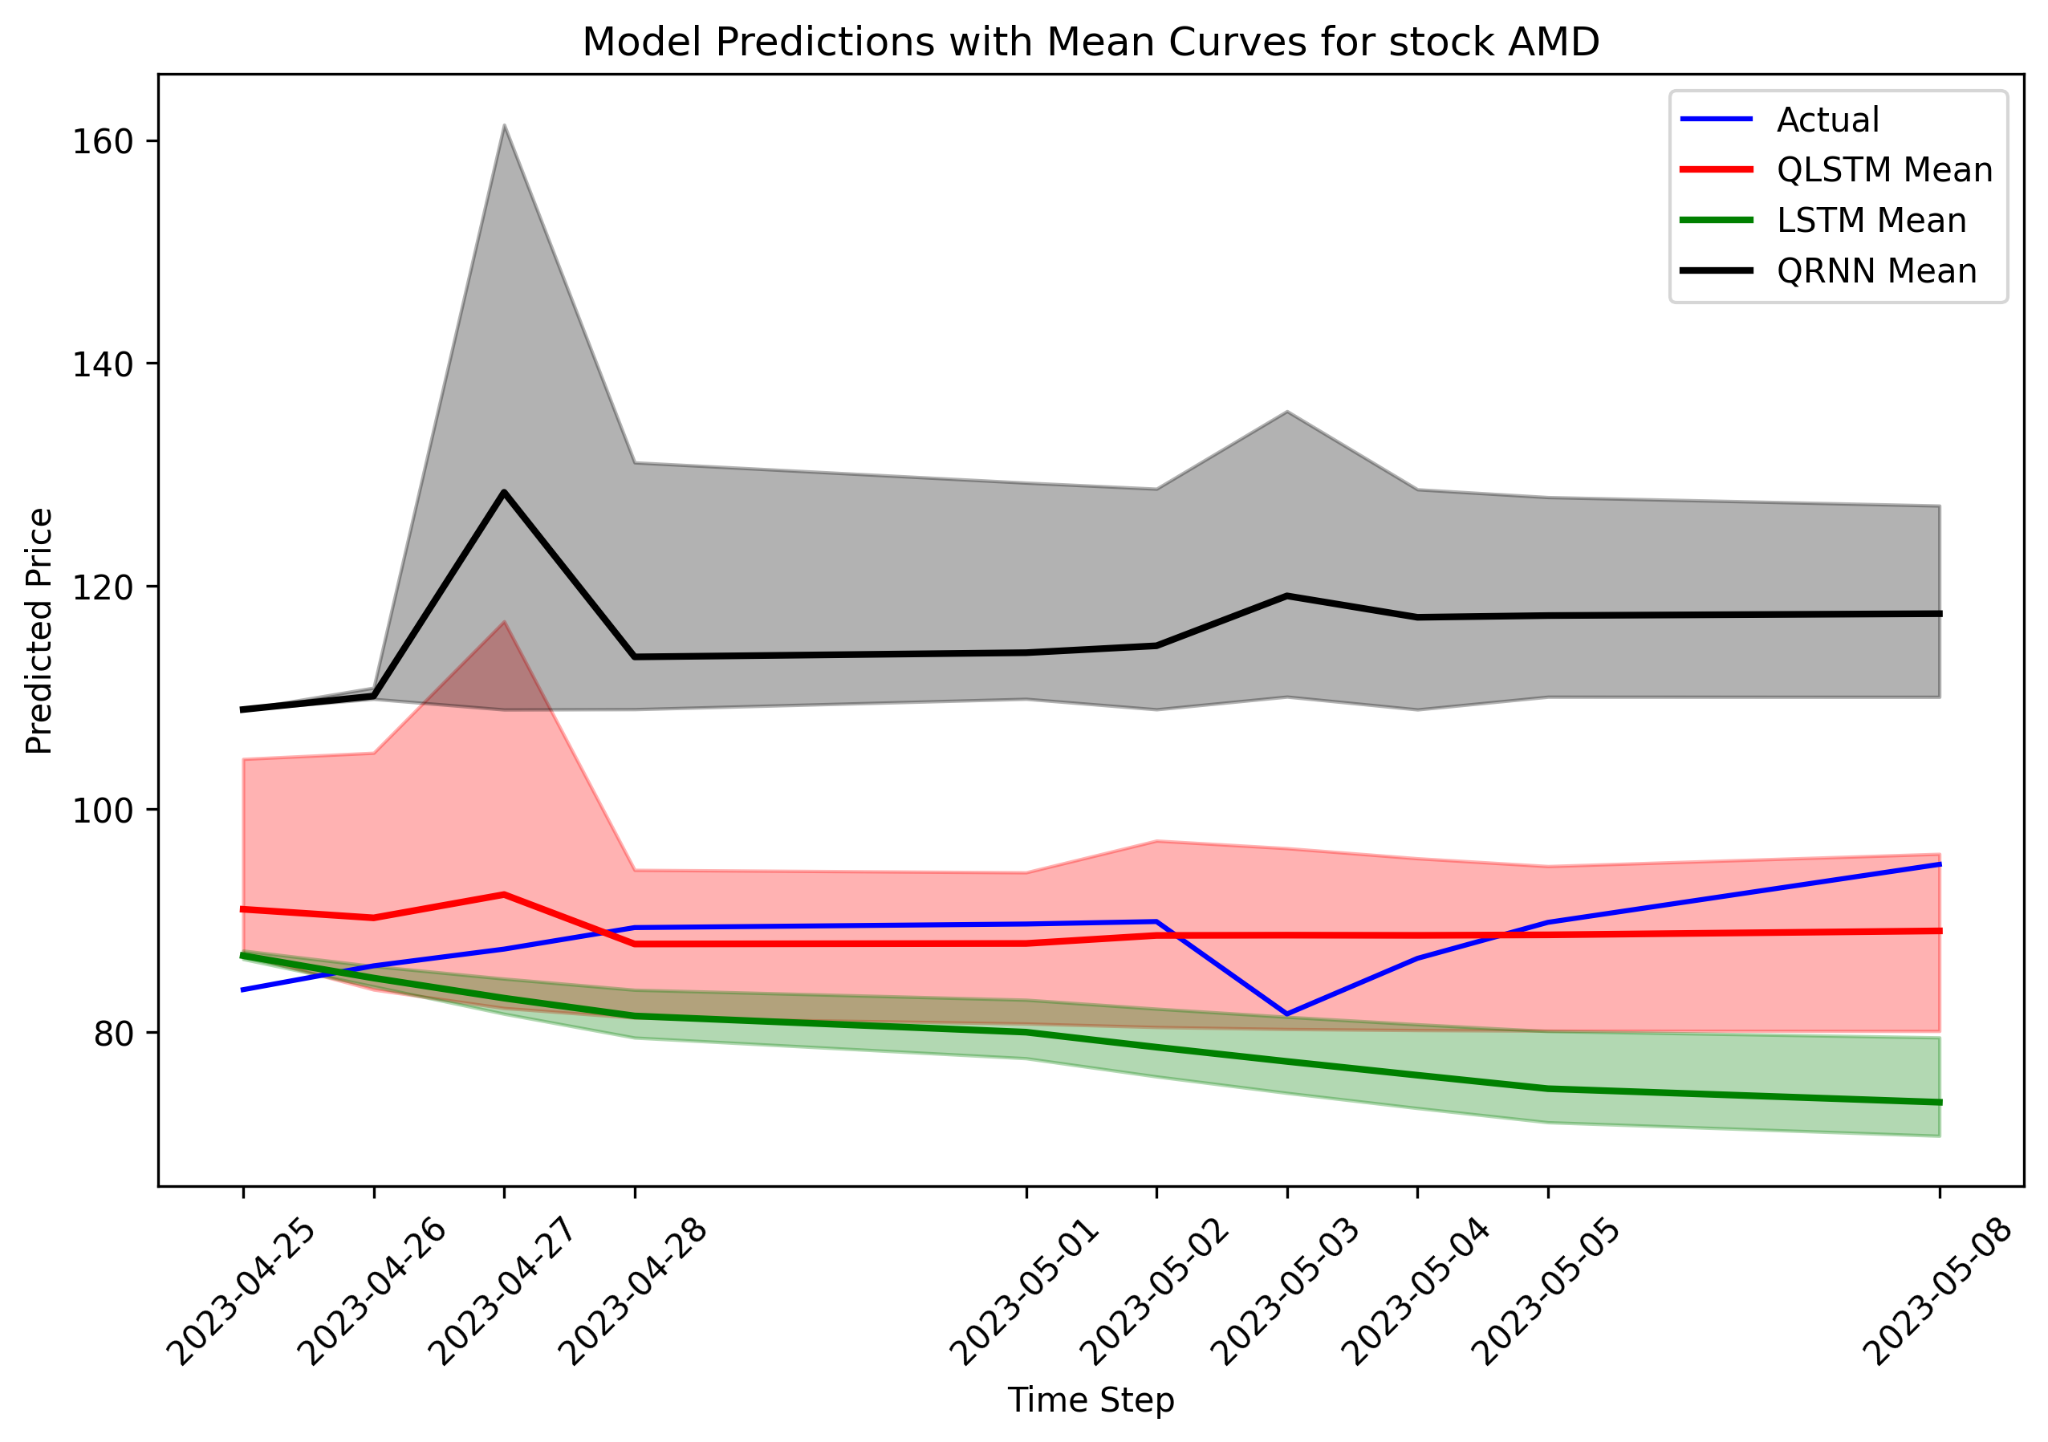 Model Predictions with Mean Curves for stock AMD
Actual
QLSTM Mean
LSTM Mean
QRNN Mean
Predicted Price
160
140
120
100
80
2023-04-25
2023-04-26
2023-04-27
2023-04-28
2023-05-01
2023-05-02
2023-05-03
2023-05-04
2023-05-05
2023-05-08
Time Step